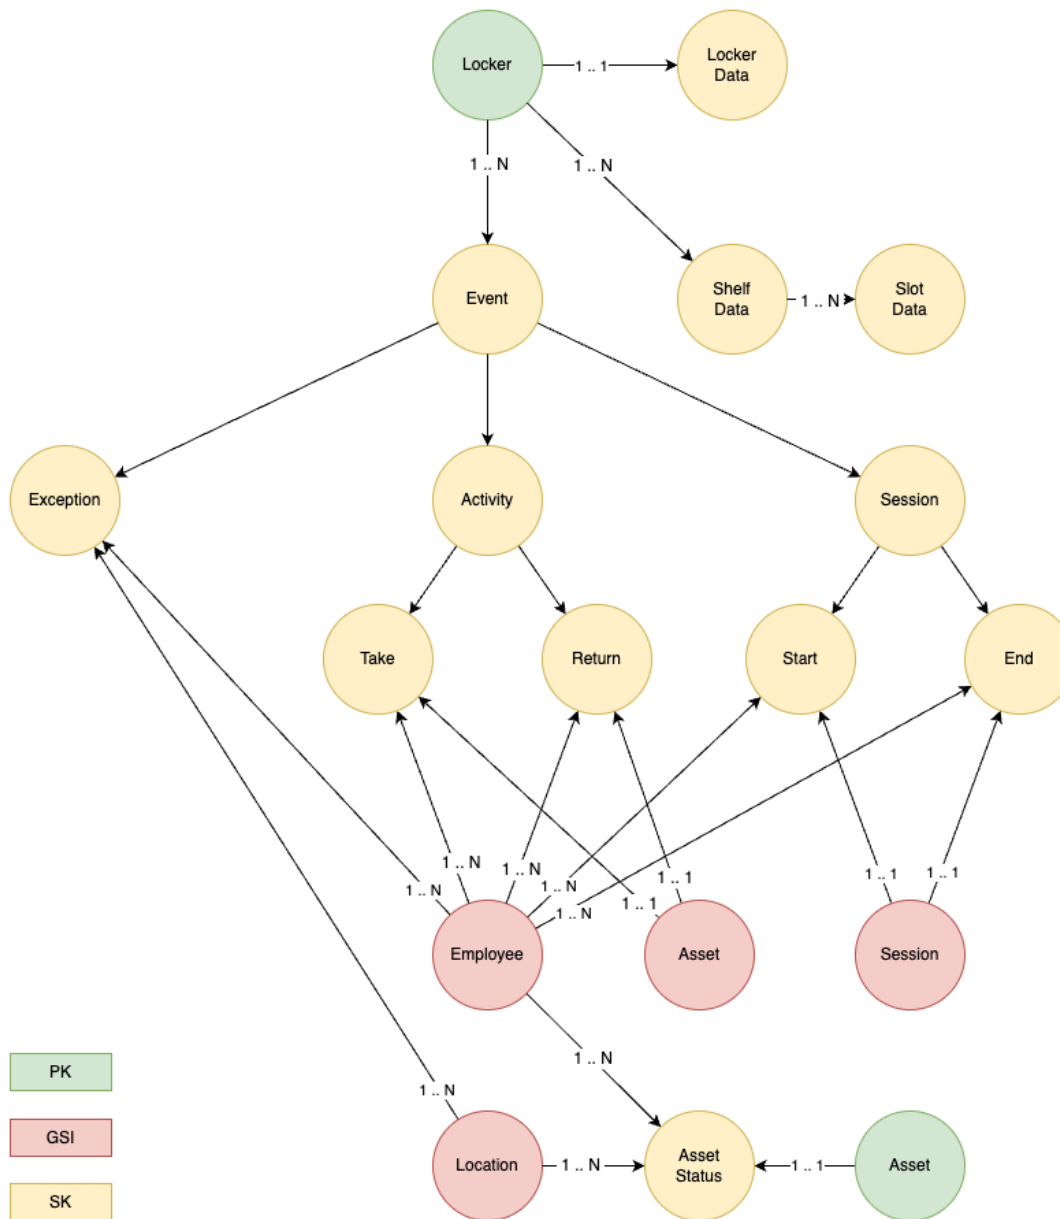 Locker
1 .. 1
Locker
Data
1 .. N
1 .. N
Event
Shelf
Data
1 .. N
Slot
Data
Exception
Activity
Session
Take
Return
Start
End
1 .. N
1 .. N
1 .. N
1 .. N
1 .. N
1 .. 1
1 .. 1
1 .. 1
1 .. 1
Employee
Asset
Session
1 .. N
PK
1 .. N
GSI
Location
1 .. N
Asset
Status
1 .. 1
Asset
SK